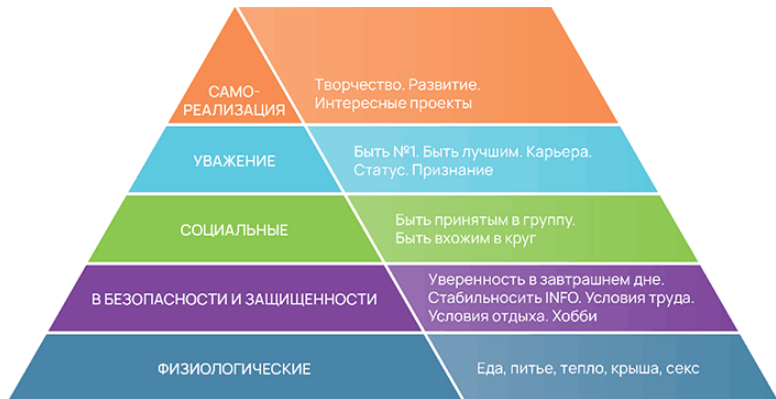 САМО-
РЕАЛИЗАЦИЯ
Творчество. Развитие.
Интересные проекты
УВАЖЕНИЕ
Быть №1. Быть лучшим. Карьера.
Статус. Признание
СОЦИАЛЬНЫЕ
Быть принятым в группу.
Быть вхожим в круг
В БЕЗОПАСНОСТИ И ЗАЩИЩЕННОСТИ
Уверенность в завтрашнем дне.
Стабильносить INFO. Условия труда.
Условия отдыха. Хобби
ФИЗИОЛОГИЧЕСКИЕ
Еда, питье, тепло, крыша, секс